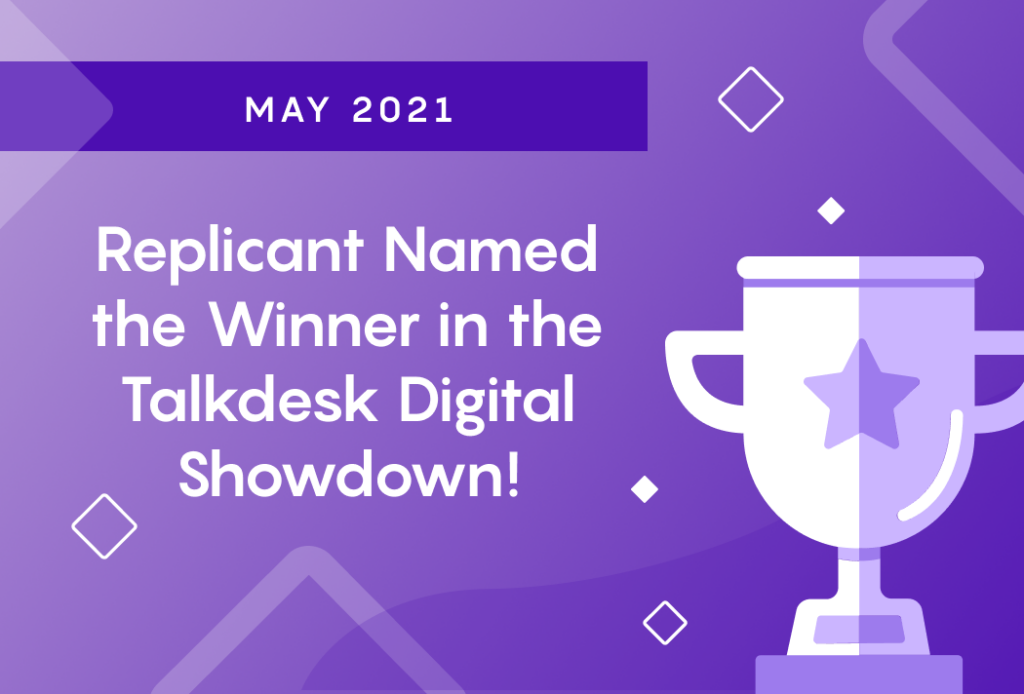 MAY 2021
Replicant Named
the Winner in the
Talkdesk Digital
Showdown!